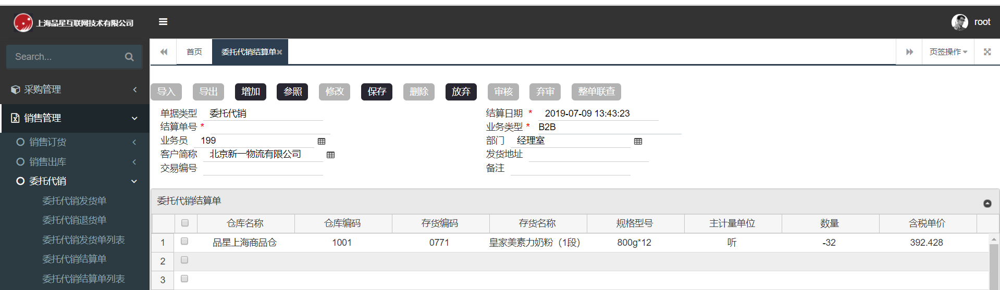 上海品星互联网技术有限公司
root
Search...
首页
委托代销结算单
页签操作
采购管理
销售管理
销售订货
销售出库
委托代销
委托代销发货单
委托代销退货单
委托代销发货单列表
委托代销结算单
委托代销结算单列表
导入 导出 增加 参照 修改 保存 删除 放弃 审核 弃审 整单联查
单据类型 委托代销 结算日期 * 2019-07-09 13:43:23
结算单号 * 业务类型 * B2B
业务员 199 部门 经理室
客户简称 北京新一物流有限公司 发货地址
交易编号 备注
委托代销结算单
仓库名称 仓库编码 存货编码 存货名称 规格型号 主计量单位 数量 含税单价
1 品星上海商品仓 1001 0771 皇家美素力奶粉（1段） 800g*12 听 -32 392.428
2
3